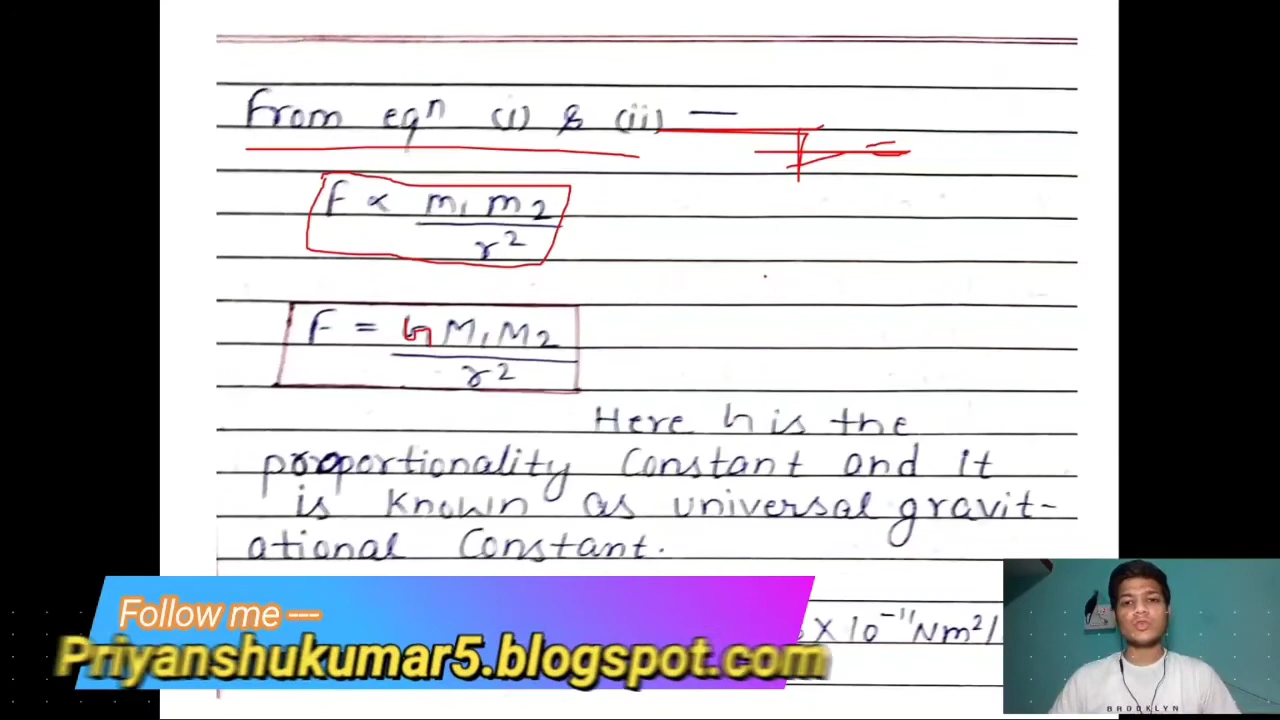 From eqn (i) & (ii) —
F ∝ m1 m2
r2
F = G M1 M2
r2
Here G is the
proportionality Constant and it
is known as universal gravit-
ational Constant.
× 10-11 Nm2/
Follow me ---
Priyanshukumar5.blogspot.com
BROOKLYN